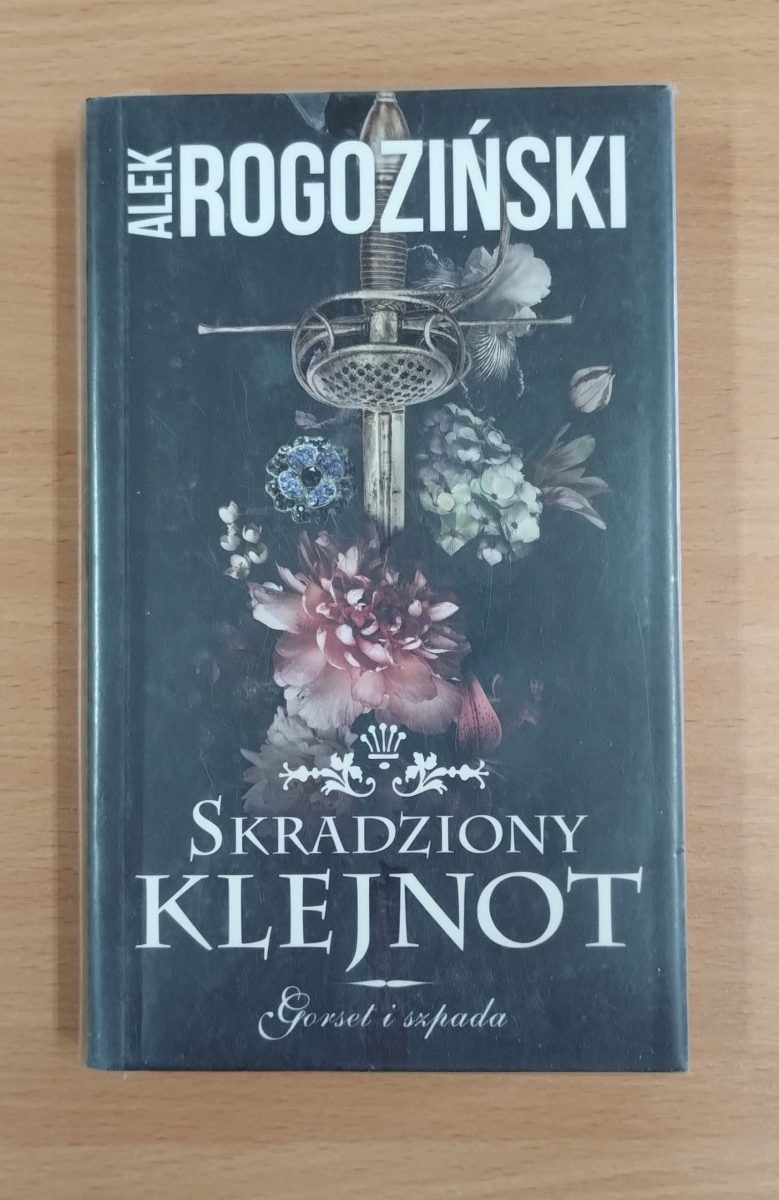 ALEK
ROGOZIŃSKI
SKRADZIONY
KLEJNOT
Gorset i szpada